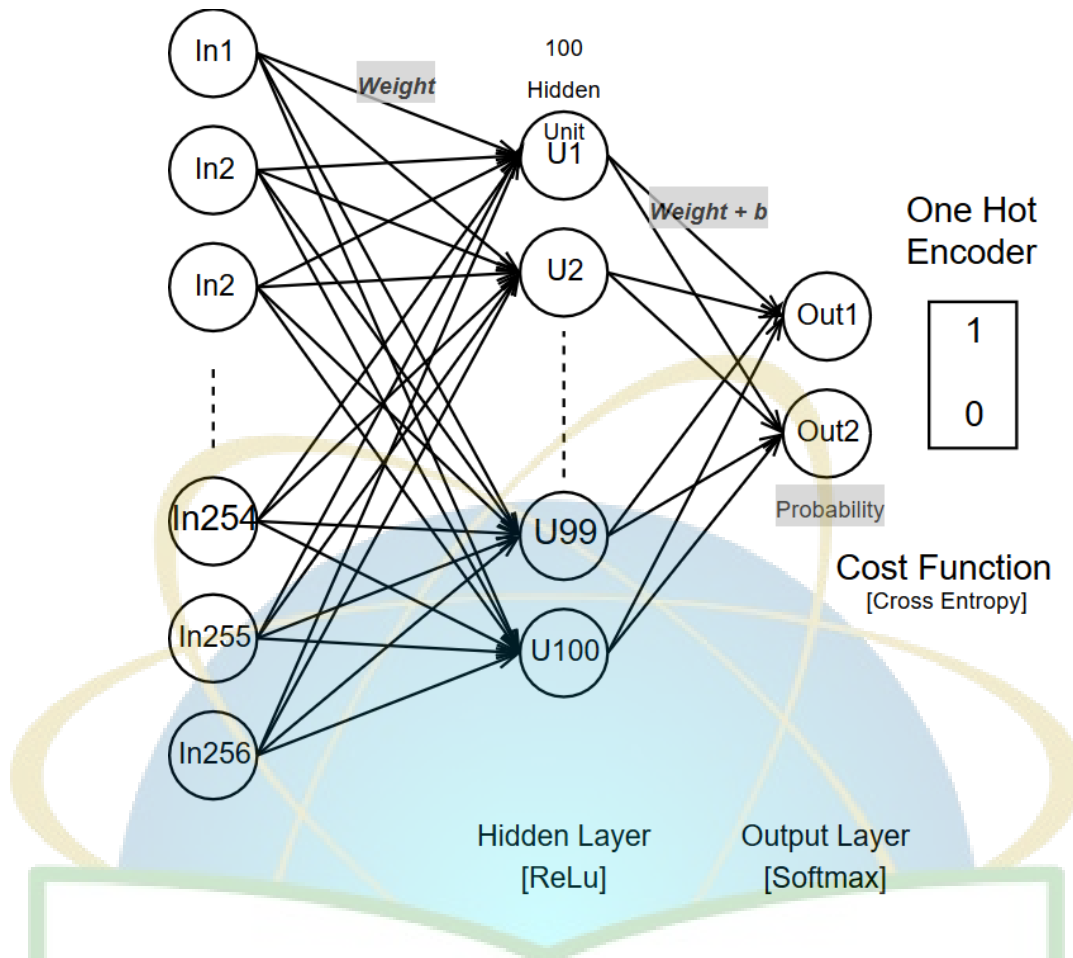 In1
In2
In2
In254
In255
In256
Weight
100
Hidden
Unit
U1
U2
U99
U100
Weight + b
Out1
Out2
Probability
One Hot
Encoder
1
0
Cost Function
[Cross Entropy]
Hidden Layer
[ReLu]
Output Layer
[Softmax]